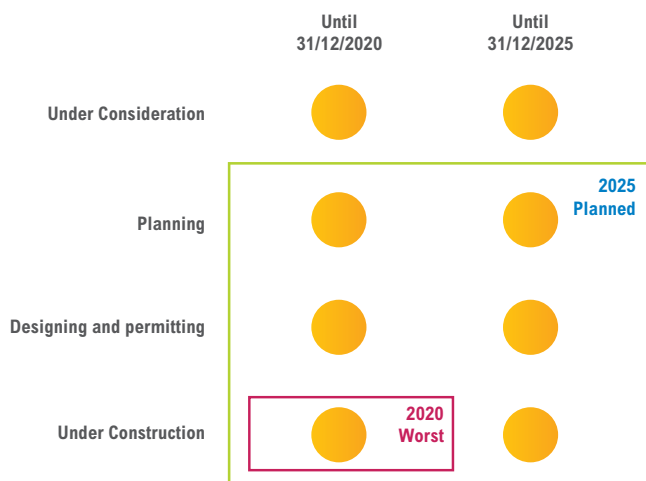 Until
31/12/2020
Until
31/12/2025
Under Consideration
2025
Planned
Planning
Designing and permitting
2020
Worst
Under Construction